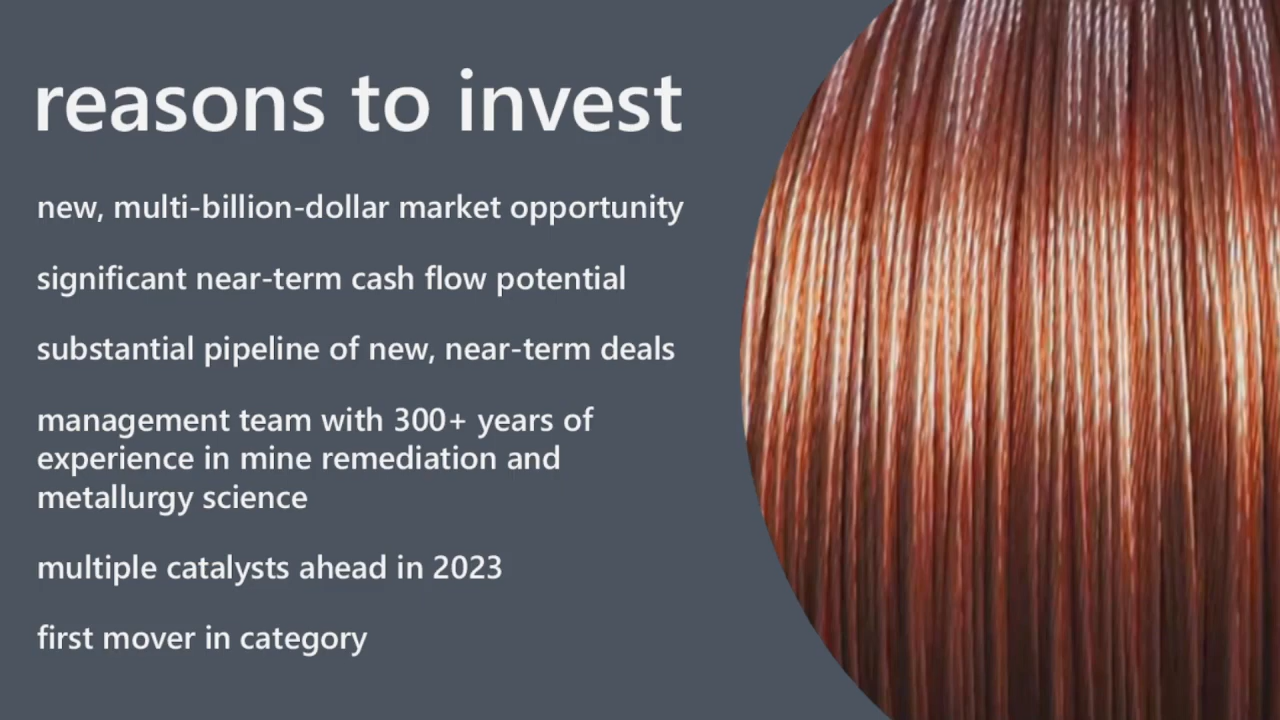 reasons to invest
new, multi-billion-dollar market opportunity
significant near-term cash flow potential
substantial pipeline of new, near-term deals
management team with 300+ years of
experience in mine remediation and
metallurgy science
multiple catalysts ahead in 2023
first mover in category